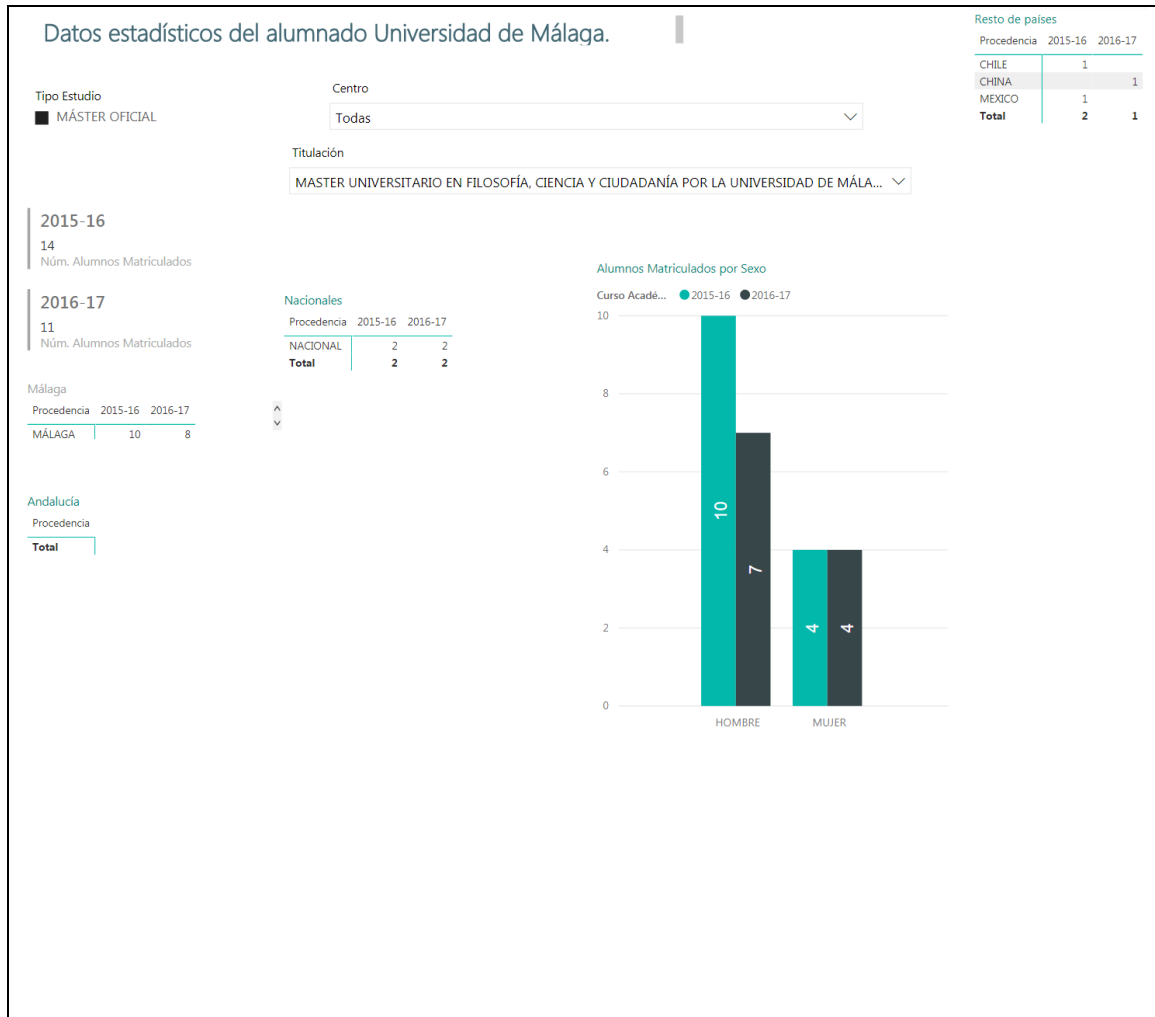 Datos estadísticos del alumnado Universidad de Málaga.
Resto de países
Procedencia 2015-16 2016-17
CHILE 1
CHINA 1
MEXICO 1
Total 2 1
Tipo Estudio
MÁSTER OFICIAL
Centro
Todas
Titulación
MASTER UNIVERSITARIO EN FILOSOFÍA, CIENCIA Y CIUDADANÍA POR LA UNIVERSIDAD DE MÁLA...
2015-16
14
Núm. Alumnos Matriculados
2016-17
11
Núm. Alumnos Matriculados
Málaga
Procedencia 2015-16 2016-17
MÁLAGA 10 8
Andalucía
Procedencia
Total
Nacionales
Procedencia 2015-16 2016-17
NACIONAL 2 2
Total 2 2
Alumnos Matriculados por Sexo
Curso Acadé... 2015-16 2016-17
10
8
6
4
2
0
10
7
4
4
HOMBRE MUJER